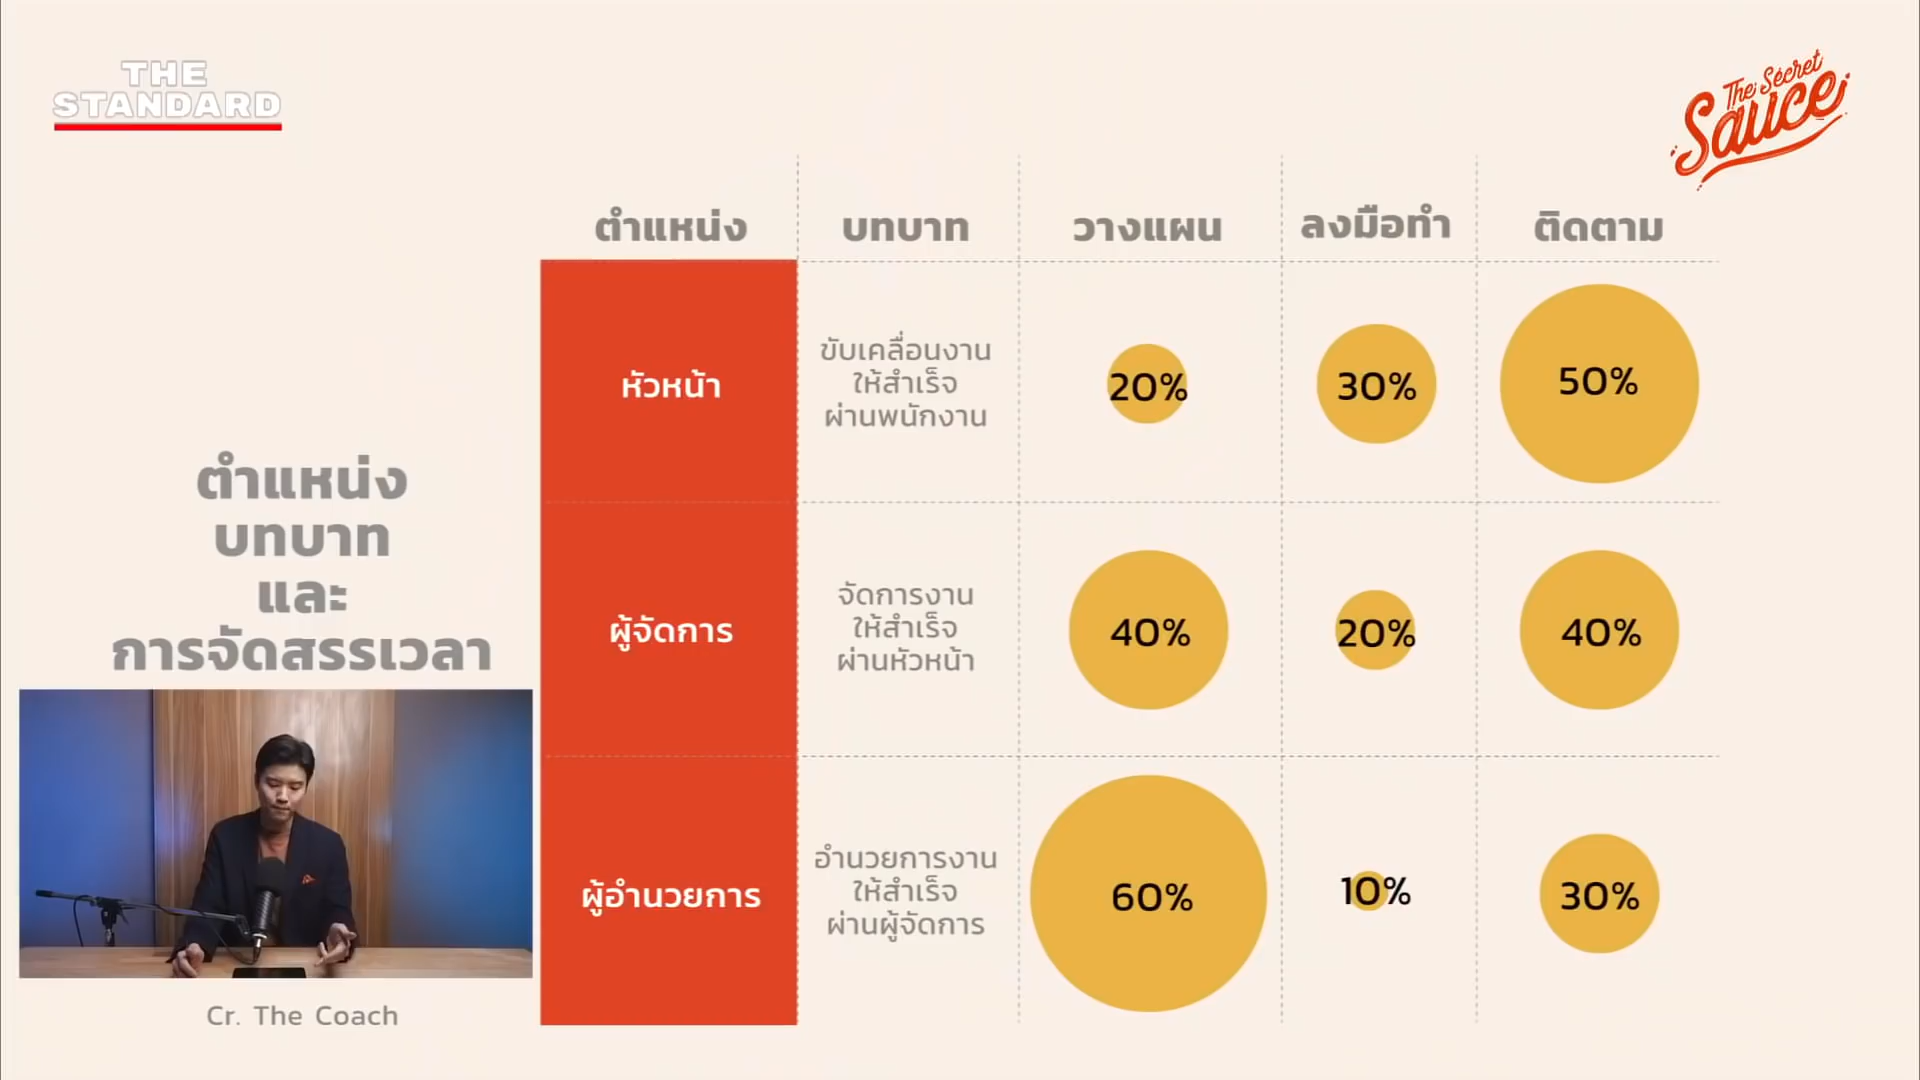 THE
STANDARD
The Secret
Sauce
ตำแหน่ง บทบาท วางแผน ลงมือทำ ติดตาม
หัวหน้า
ขับเคลื่อนงาน
ให้สำเร็จ
ผ่านพนักงาน
20% 30% 50%
ตำแหน่ง
บทบาท
และ
การจัดสรรเวลา
ผู้จัดการ
จัดการงาน
ให้สำเร็จ
ผ่านหัวหน้า
40% 20% 40%
ผู้อำนวยการ
อำนวยการงาน
ให้สำเร็จ
ผ่านผู้จัดการ
60% 10% 30%
Cr. The Coach